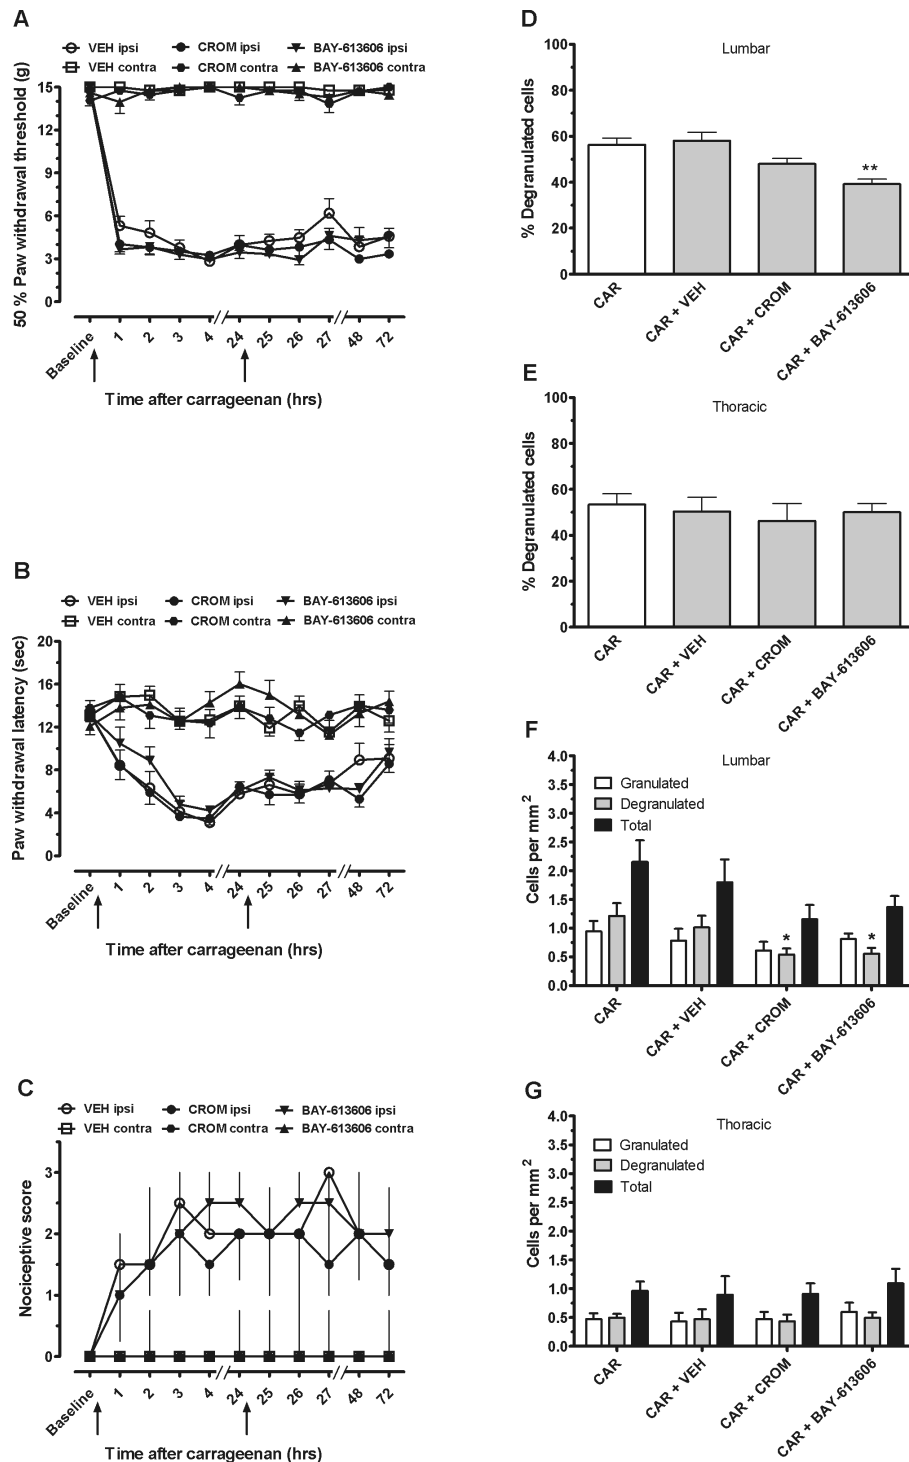 A
VEH ipsi CROM ipsi BAY-613606 ipsi
VEH contra CROM contra BAY-613606 contra
50 % Paw withdrawal threshold (g)
15
12
9
6
3
0
Baseline 1 2 3 4 24 25 26 27 48 72
Time after carrageenan (hrs)
B
VEH ipsi CROM ipsi BAY-613606 ipsi
VEH contra CROM contra BAY-613606 contra
Paw withdrawal latency (sec)
20
16
12
8
4
0
Baseline 1 2 3 4 24 25 26 27 48 72
Time after carrageenan (hrs)
C
VEH ipsi CROM ipsi BAY-613606 ipsi
VEH contra CROM contra BAY-613606 contra
Nociceptive score
3
2
1
0
Baseline 1 2 3 4 24 25 26 27 48 72
Time after carrageenan (hrs)
D
Lumbar
% Degranulated cells
100
80
60
40
20
0
**
CAR CAR + VEH CAR + CROM CAR + BAY-613606
E
Thoracic
% Degranulated cells
100
80
60
40
20
0
CAR CAR + VEH CAR + CROM CAR + BAY-613606
F
Lumbar
Granulated
Degranulated
Total
Cells per mm2
4.0
3.5
3.0
2.5
2.0
1.5
1.0
0.5
0.0
* *
CAR CAR + VEH CAR + CROM CAR + BAY-613606
G
Thoracic
Granulated
Degranulated
Total
Cells per mm2
4.0
3.5
3.0
2.5
2.0
1.5
1.0
0.5
0.0
CAR CAR + VEH CAR + CROM CAR + BAY-613606